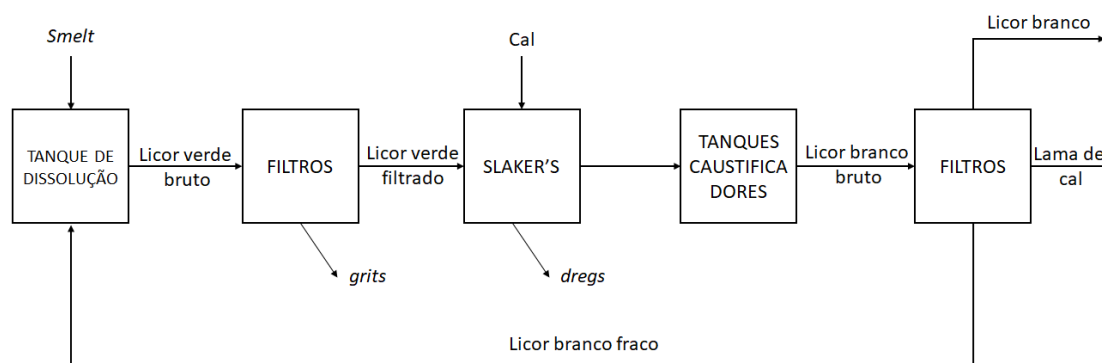 Licor branco
Smelt
Cal
TANQUE DE
DISSOLUÇÃO
Licor verde
bruto
FILTROS
Licor verde
filtrado
SLAKER'S
TANQUES
CAUSTIFICA
DORES
Licor branco
bruto
FILTROS
Lama de
cal
grits
dregs
Licor branco fraco